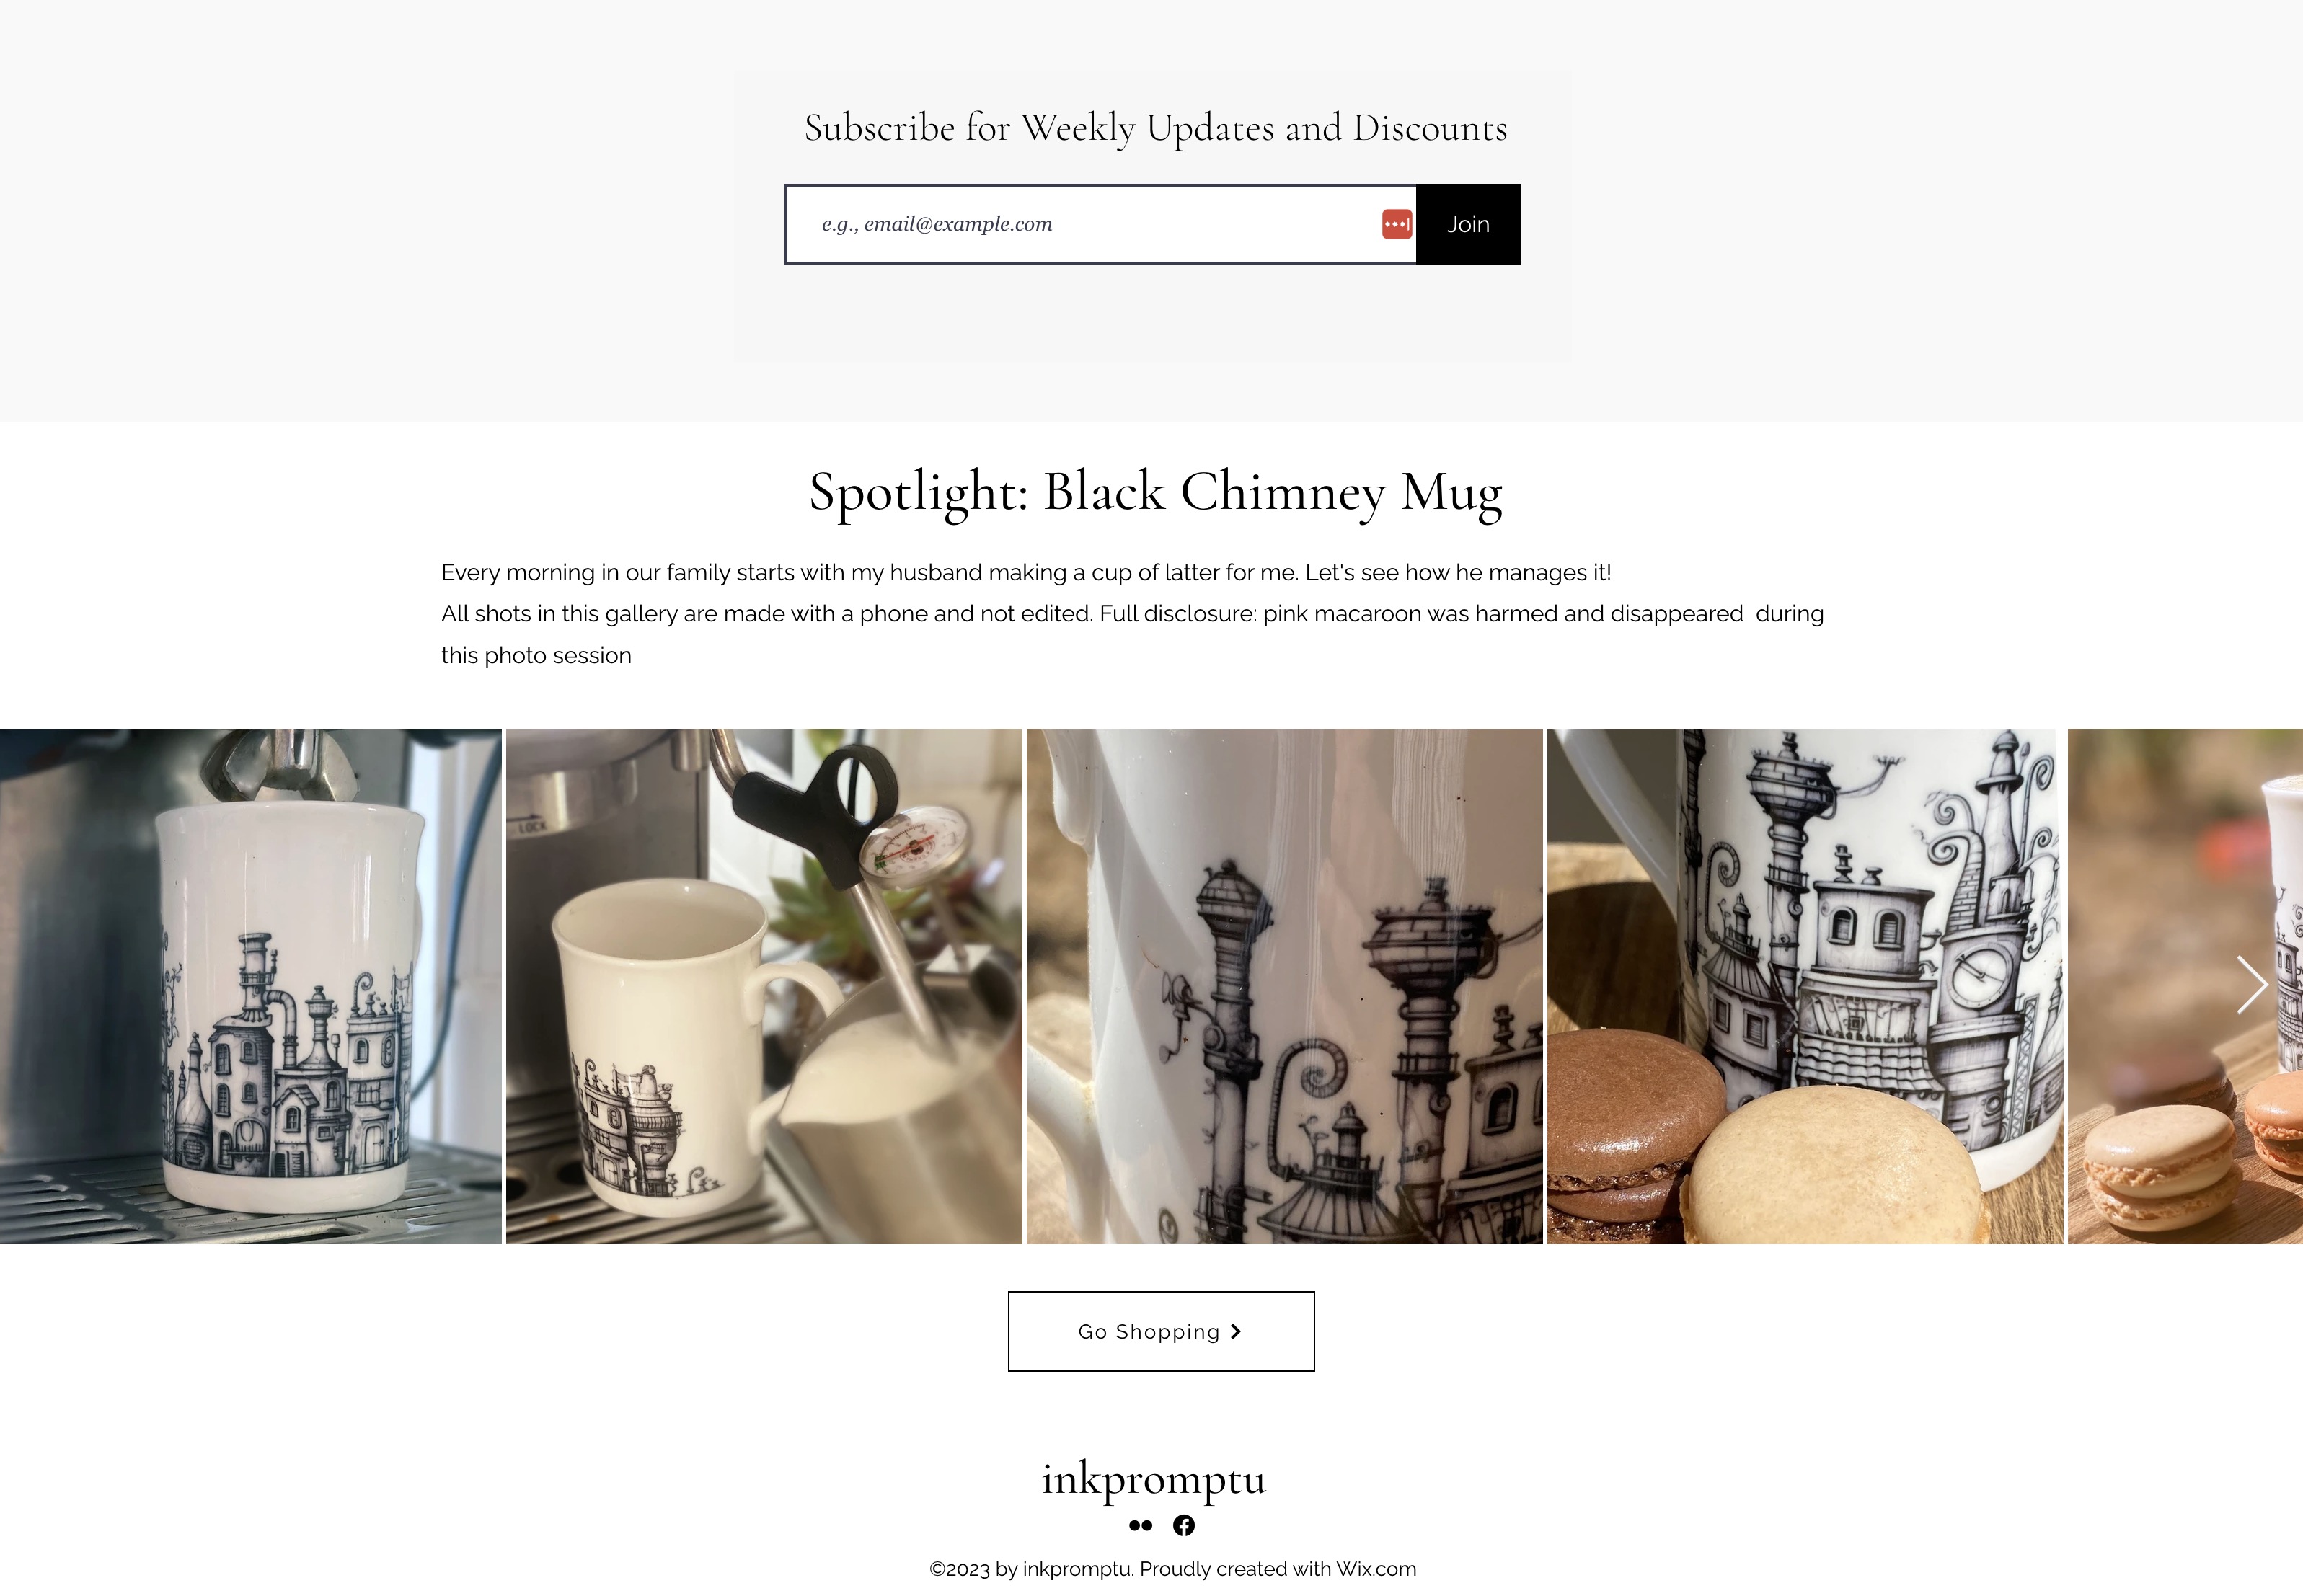 Subscribe for Weekly Updates and Discounts
e.g., email@example.com
Join
Spotlight: Black Chimney Mug
Every morning in our family starts with my husband making a cup of latter for me. Let's see how he manages it!
All shots in this gallery are made with a phone and not edited. Full disclosure: pink macaroon was harmed and disappeared  during
this photo session
LOCK
Go Shopping
inkpromptu
©2023 by inkpromptu. Proudly created with Wix.com